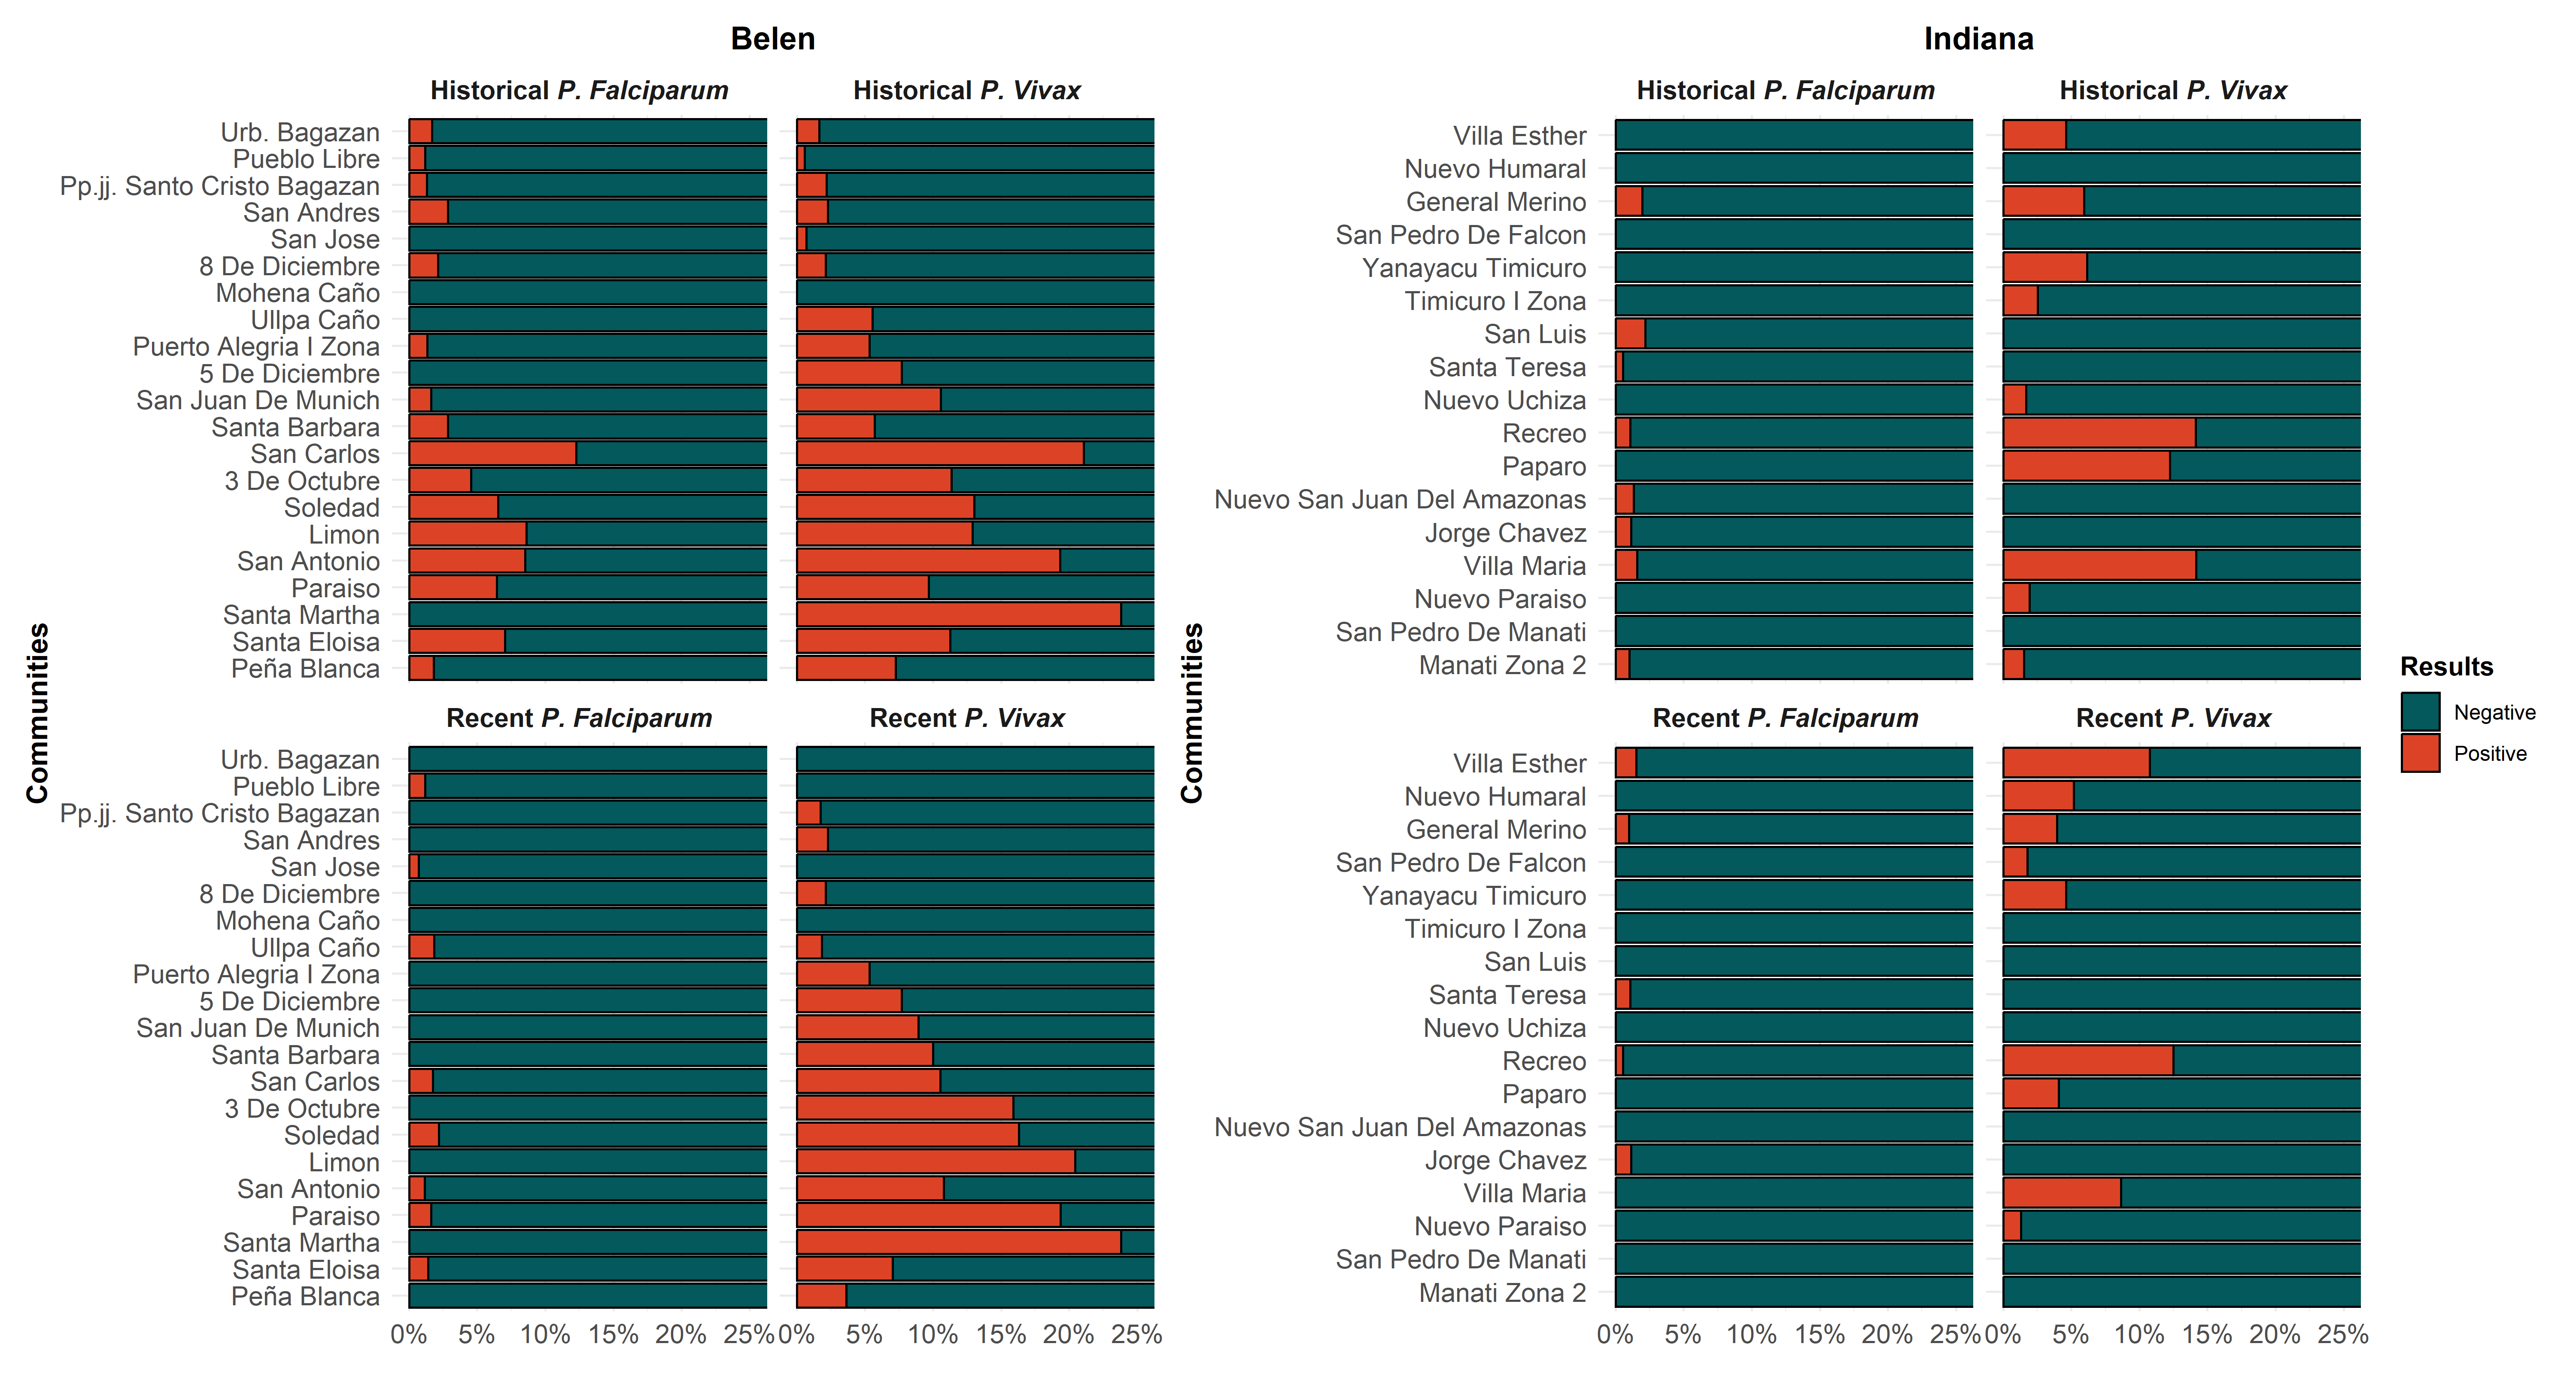 Belen
Historical P. Falciparum
Historical P. Vivax
Urb. Bagazan
Pueblo Libre
Pp.jj. Santo Cristo Bagazan
San Andres
San Jose
8 De Diciembre
Mohena Caño
Ullpa Caño
Puerto Alegria I Zona
5 De Diciembre
San Juan De Munich
Santa Barbara
San Carlos
3 De Octubre
Soledad
Limon
San Antonio
Paraiso
Santa Martha
Santa Eloisa
Peña Blanca
Communities
Recent P. Falciparum
Recent P. Vivax
Urb. Bagazan
Pueblo Libre
Pp.jj. Santo Cristo Bagazan
San Andres
San Jose
8 De Diciembre
Mohena Caño
Ullpa Caño
Puerto Alegria I Zona
5 De Diciembre
San Juan De Munich
Santa Barbara
San Carlos
3 De Octubre
Soledad
Limon
San Antonio
Paraiso
Santa Martha
Santa Eloisa
Peña Blanca
0% 5% 10% 15% 20% 25%
0% 5% 10% 15% 20% 25%
Indiana
Historical P. Falciparum
Historical P. Vivax
Villa Esther
Nuevo Humaral
General Merino
San Pedro De Falcon
Yanayacu Timicuro
Timicuro I Zona
San Luis
Santa Teresa
Nuevo Uchiza
Recreo
Paparo
Nuevo San Juan Del Amazonas
Jorge Chavez
Villa Maria
Nuevo Paraiso
San Pedro De Manati
Manati Zona 2
Communities
Recent P. Falciparum
Recent P. Vivax
Villa Esther
Nuevo Humaral
General Merino
San Pedro De Falcon
Yanayacu Timicuro
Timicuro I Zona
San Luis
Santa Teresa
Nuevo Uchiza
Recreo
Paparo
Nuevo San Juan Del Amazonas
Jorge Chavez
Villa Maria
Nuevo Paraiso
San Pedro De Manati
Manati Zona 2
0% 5% 10% 15% 20% 25%
0% 5% 10% 15% 20% 25%
Results
Negative
Positive